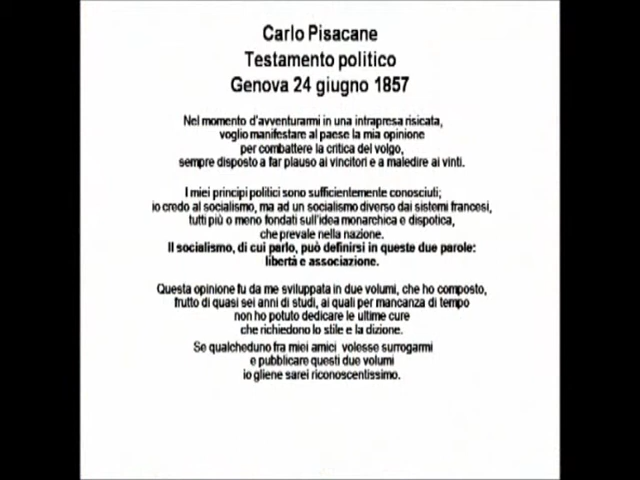 Carlo Pisacane
Testamento politico
Genova 24 giugno 1857
Nel momento d'avventurarmi in una intrapresa risicata,
voglio manifestare al paese la mia opinione
per combattere la critica del volgo,
sempre disposto a far plauso ai vincitori e a maledire ai vinti.
I miei principi politici sono sufficientemente conosciuti;
io credo al socialismo, ma ad un socialismo diverso dai sistemi francesi,
tutti più o meno fondati sull'idea monarchica e dispotica,
che prevale nella nazione.
Il socialismo, di cui parlo, può definirsi in queste due parole:
libertà e associazione.
Questa opinione fu da me sviluppata in due volumi, che ho composto,
frutto di quasi sei anni di studi, ai quali per mancanza di tempo
non ho potuto dedicare le ultime cure
che richiedono lo stile e la dizione.
Se qualcheduno fra miei amici volesse surrogarmi
e pubblicare questi due volumi
io gliene sarei riconoscentissimo.